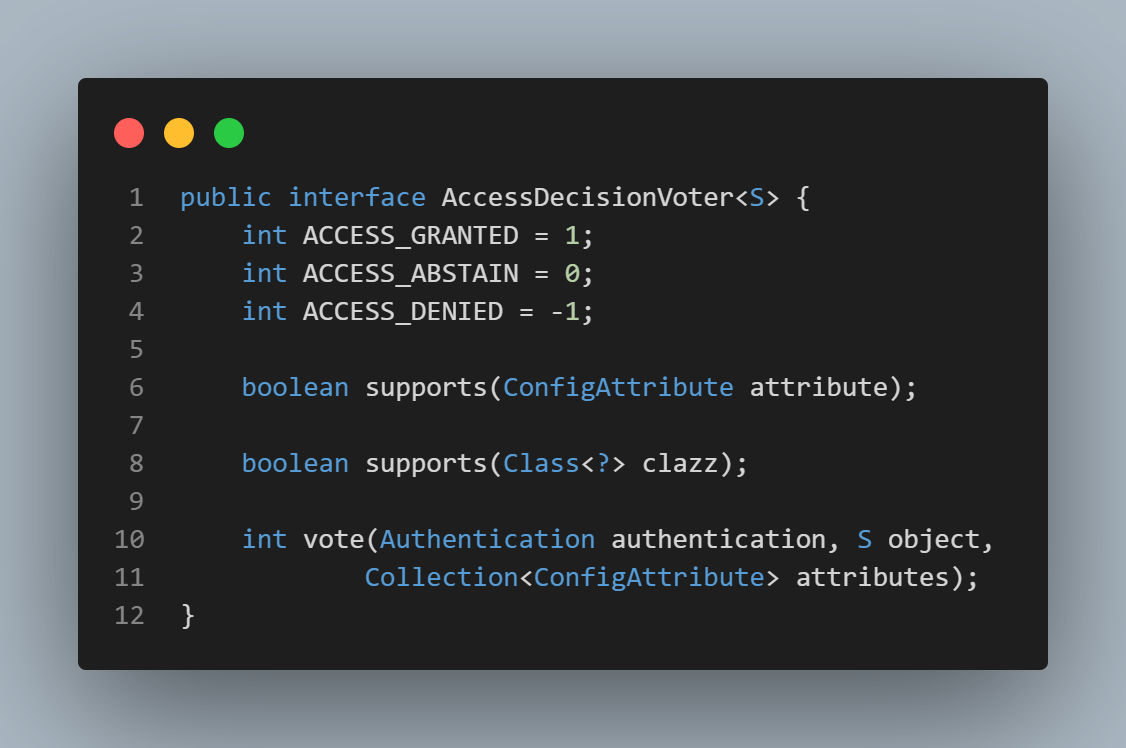 1 public interface AccessDecisionVoter<S> {
2     int ACCESS_GRANTED = 1;
3     int ACCESS_ABSTAIN = 0;
4     int ACCESS_DENIED = -1;
5
6     boolean supports(ConfigAttribute attribute);
7
8     boolean supports(Class<?> clazz);
9
10     int vote(Authentication authentication, S object,
11             Collection<ConfigAttribute> attributes);
12 }